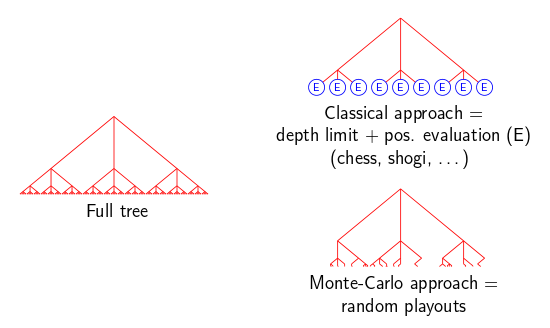 E E E E E E E E E
Classical approach =
depth limit + pos. evaluation (E)
(chess, shogi, ...)
Full tree
Monte-Carlo approach =
random playouts